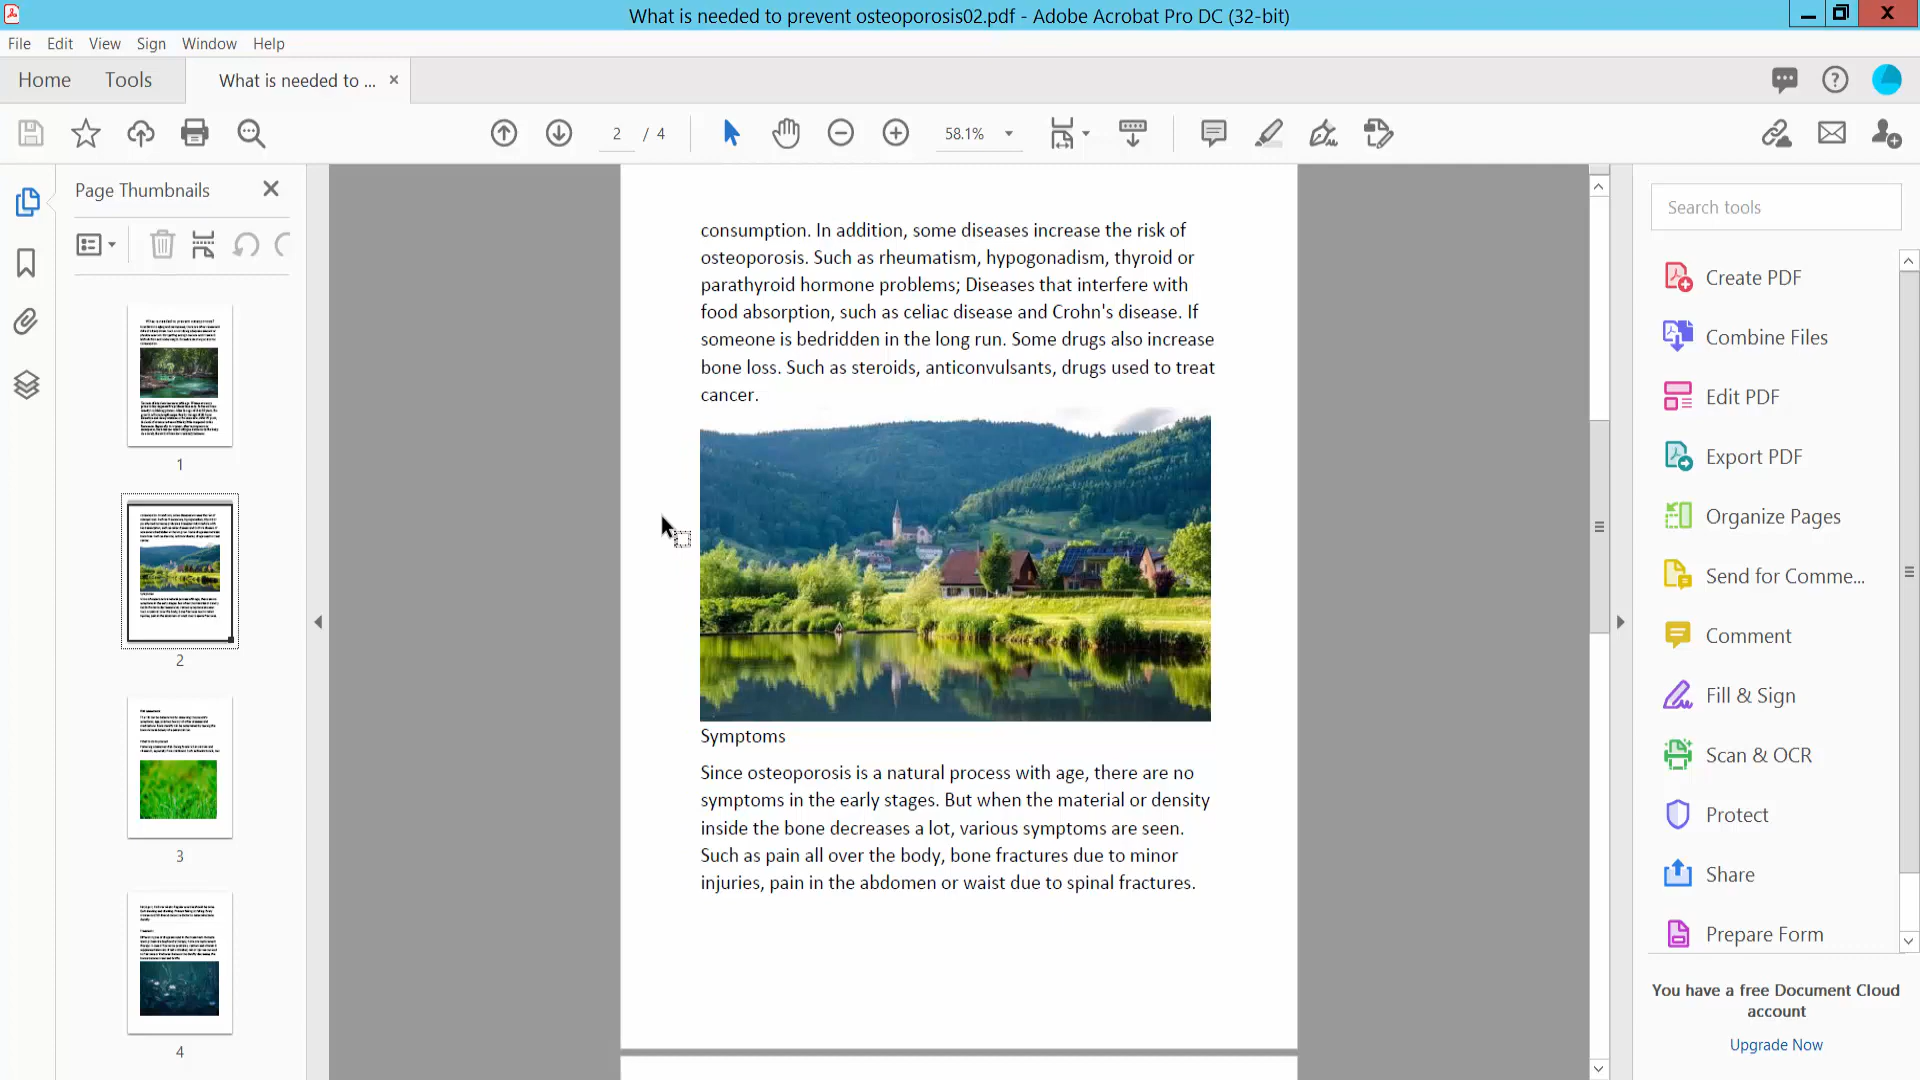 What is needed to prevent osteoporosis02.pdf - Adobe Acrobat Pro DC (32-bit)
File Edit View Sign Window Help
Home Tools What is needed to ... ×
2 / 4 58.1%
Page Thumbnails
1
2
3
4
consumption. In addition, some diseases increase the risk of
osteoporosis. Such as rheumatism, hypogonadism, thyroid or
parathyroid hormone problems; Diseases that interfere with
food absorption, such as celiac disease and Crohn's disease. If
someone is bedridden in the long run. Some drugs also increase
bone loss. Such as steroids, anticonvulsants, drugs used to treat
cancer.
Symptoms
Since osteoporosis is a natural process with age, there are no
symptoms in the early stages. But when the material or density
inside the bone decreases a lot, various symptoms are seen.
Such as pain all over the body, bone fractures due to minor
injuries, pain in the abdomen or waist due to spinal fractures.
Search tools
Create PDF
Combine Files
Edit PDF
Export PDF
Organize Pages
Send for Comme...
Comment
Fill & Sign
Scan & OCR
Protect
Share
Prepare Form
You have a free Document Cloud
account
Upgrade Now